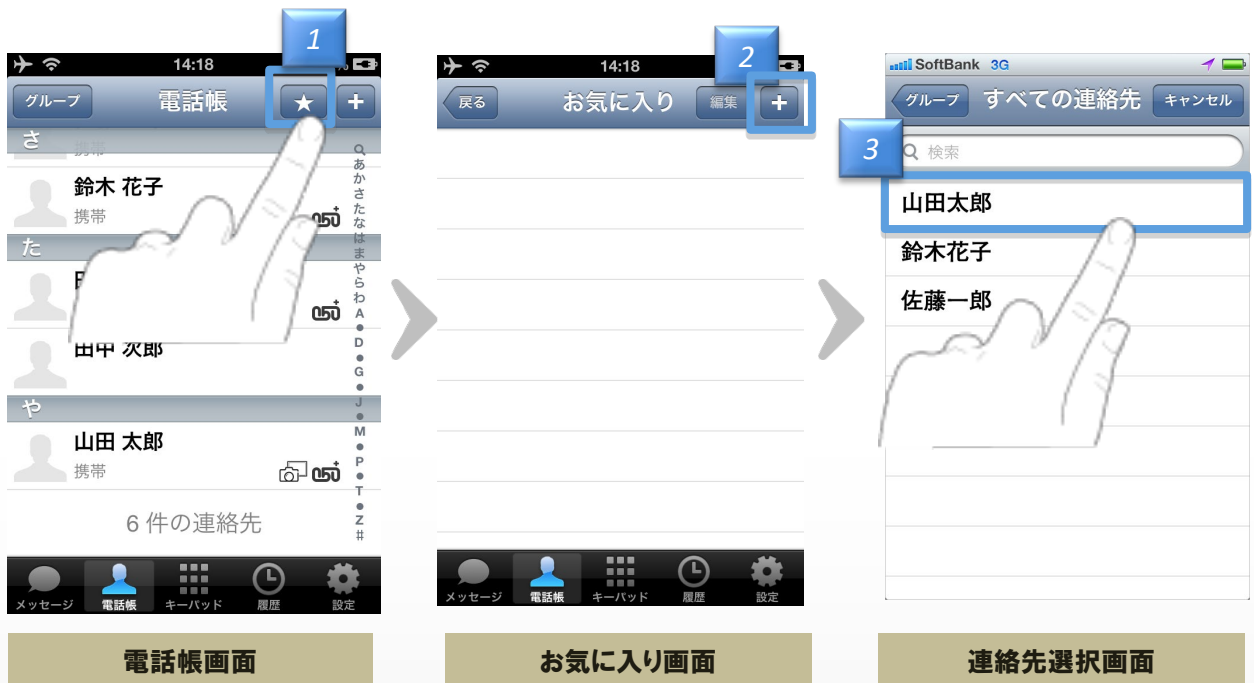 1
14:18
グループ
電話帳
★
+
さ
鈴木 花子
携帯
050+
た
050+
田中 次郎
や
山田 太郎
携帯
050+
6 件の連絡先
あ
か
さ
た
な
は
ま
や
ら
わ
A
●
D
●
G
●
J
●
M
●
P
●
T
●
Z
#
メッセージ
電話帳
キーパッド
履歴
設定
電話帳画面
2
14:18
戻る
お気に入り
編集
+
メッセージ
電話帳
キーパッド
履歴
設定
お気に入り画面
3
SoftBank 3G
グループ
すべての連絡先
キャンセル
検索
山田太郎
鈴木花子
佐藤一郎
連絡先選択画面